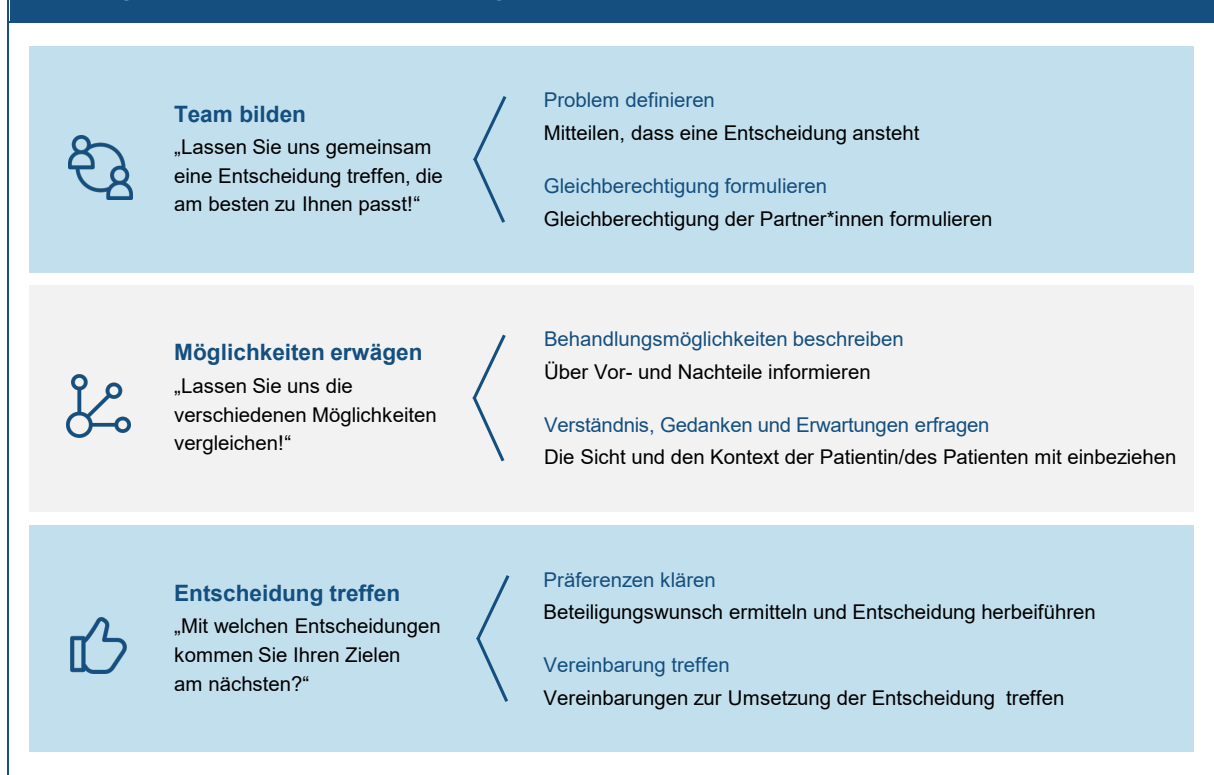 Team bilden
„Lassen Sie uns gemeinsam
eine Entscheidung treffen, die
am besten zu Ihnen passt!“
Problem definieren
Mitteilen, dass eine Entscheidung ansteht
Gleichberechtigung formulieren
Gleichberechtigung der Partner*innen formulieren
Möglichkeiten erwägen
„Lassen Sie uns die
verschiedenen Möglichkeiten
vergleichen!“
Behandlungsmöglichkeiten beschreiben
Über Vor- und Nachteile informieren
Verständnis, Gedanken und Erwartungen erfragen
Die Sicht und den Kontext der Patientin/des Patienten mit einbeziehen
Entscheidung treffen
„Mit welchen Entscheidungen
kommen Sie Ihren Zielen
am nächsten?“
Präferenzen klären
Beteiligungswunsch ermitteln und Entscheidung herbeiführen
Vereinbarung treffen
Vereinbarungen zur Umsetzung der Entscheidung  treffen